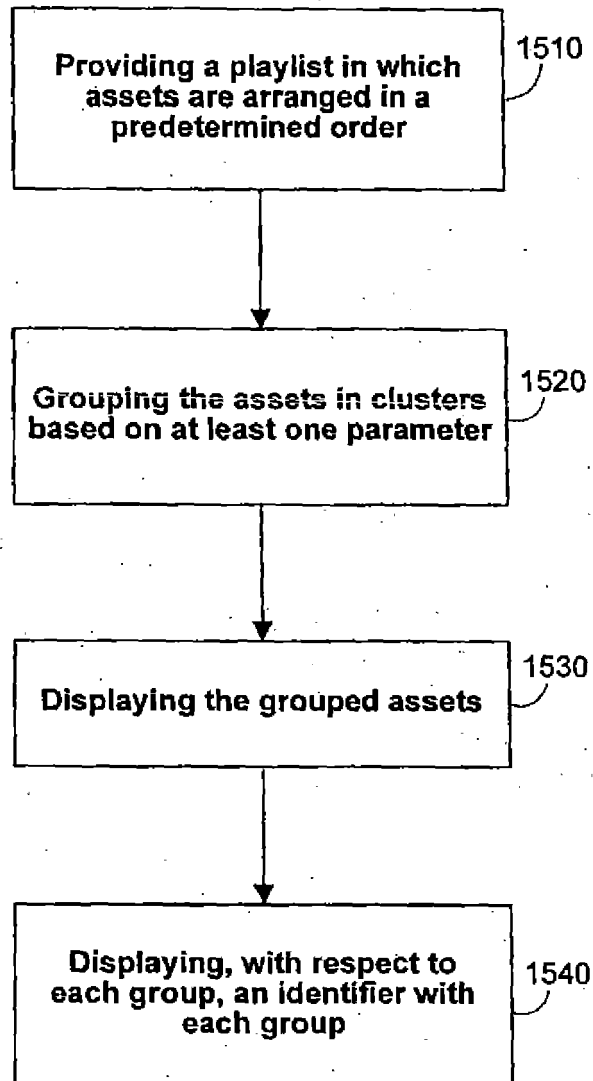 Providing a playlist in which
assets are arranged in a
predetermined order
1510
Grouping the assets in clusters
based on at least one parameter
1520
Displaying the grouped assets
1530
Displaying, with respect to
each group, an identifier with
each group
1540